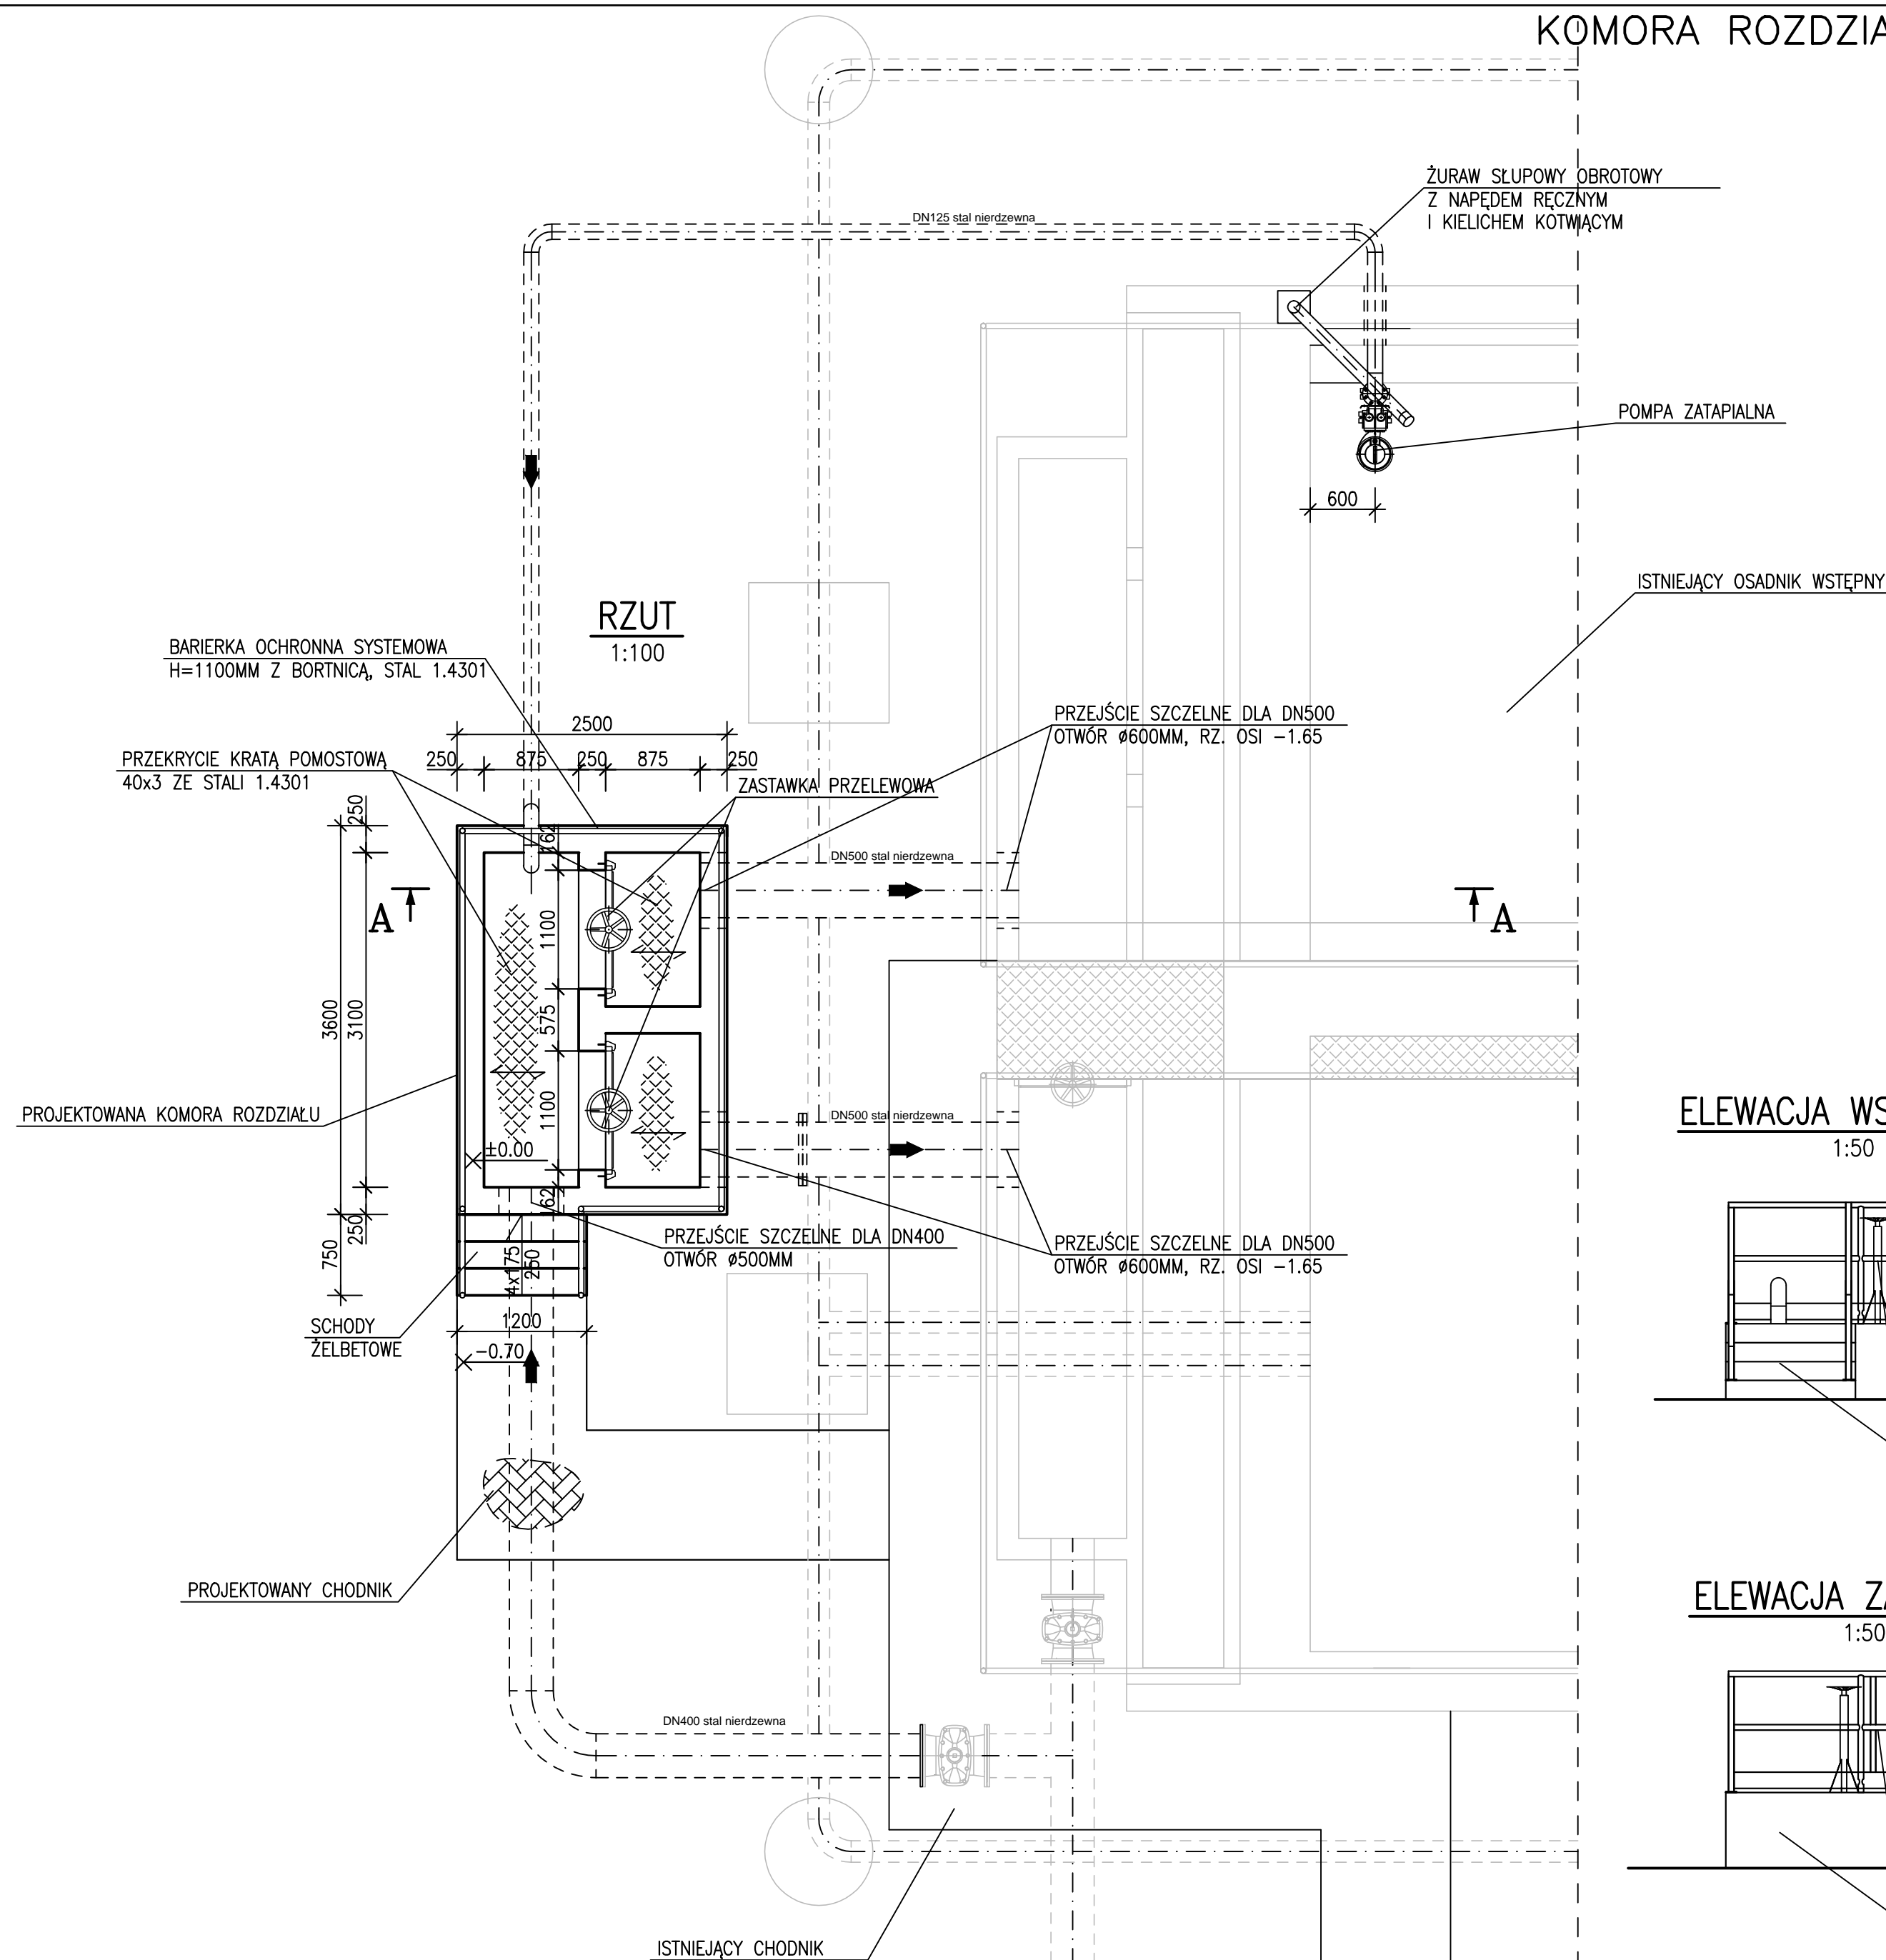 KOMORA ROZDZIA
ŻURAW SŁUPOWY OBROTOWY
Z NAPĘDEM RĘCZNYM
I KIELICHEM KOTWIĄCYM
DN125 stal nierdzewna
POMPA ZATAPIALNA
600
ISTNIEJĄCY OSADNIK WSTĘPNY
RZUT
1:100
BARIERKA OCHRONNA SYSTEMOWA
H=1100MM Z BORTNICĄ, STAL 1.4301
PRZEJŚCIE SZCZELNE DLA DN500
OTWÓR ø600MM, RZ. OSI -1.65
2500
PRZEKRYCIE KRATĄ POMOSTOWĄ
40x3 ZE STALI 1.4301
250
875
250
875
250
ZASTAWKA PRZELEWOWA
250
162
DN500 stal nierdzewna
A
A
1100
3600
3100
575
1100
PROJEKTOWANA KOMORA ROZDZIAŁU
DN500 stal nierdzewna
ELEWACJA WS
1:50
±0.00
162
250
750
PRZEJŚCIE SZCZELNE DLA DN400
OTWÓR ø500MM
PRZEJŚCIE SZCZELNE DLA DN500
OTWÓR ø600MM, RZ. OSI -1.65
4x175
250
SCHODY
ŻELBETOWE
1200
-0.70
PROJEKTOWANY CHODNIK
ELEWACJA ZA
1:50
DN400 stal nierdzewna
ISTNIEJĄCY CHODNIK